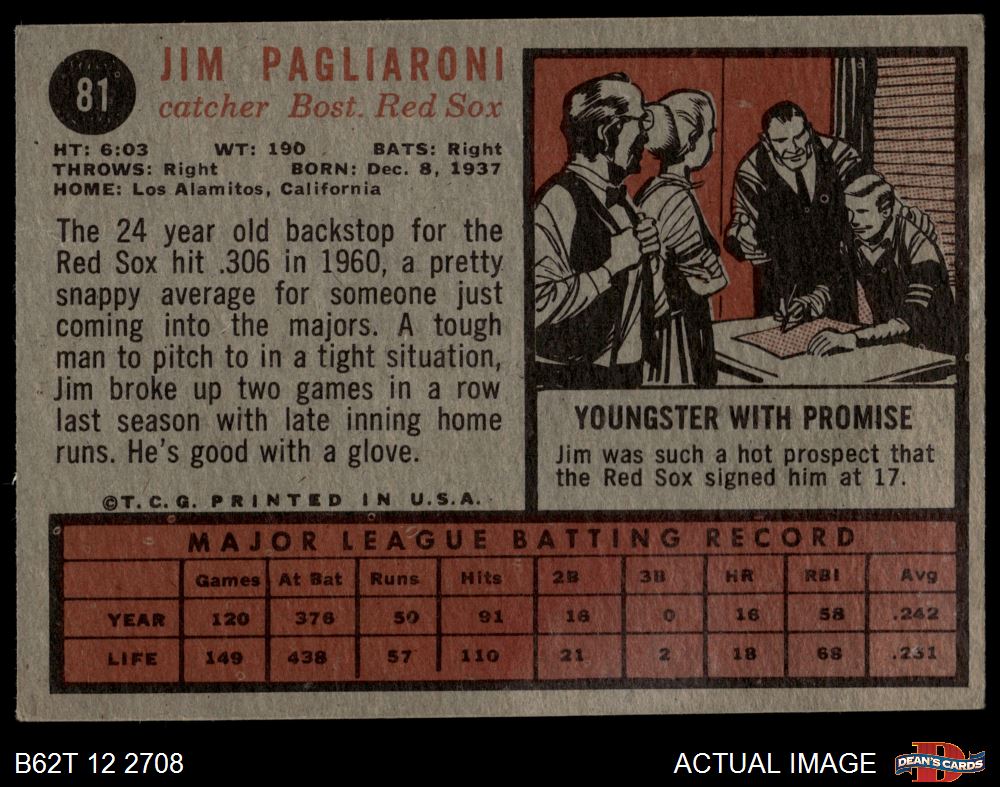 81
JIM PAGLIARONI
catcher Bost. Red Sox
HT: 6:03 WT: 190 BATS: Right
THROWS: Right BORN: Dec. 8, 1937
HOME: Los Alamitos, California
The 24 year old backstop for the
Red Sox hit .306 in 1960, a pretty
snappy average for someone just
coming into the majors. A tough
man to pitch to in a tight situation,
Jim broke up two games in a row
last season with late inning home
runs. He's good with a glove.
©T.C.G. PRINTED IN U.S.A.
YOUNGSTER WITH PROMISE
Jim was such a hot prospect that
the Red Sox signed him at 17.
MAJOR LEAGUE BATTING RECORD
Games At Bat Runs Hits 2B 3B HR RBI Avg
YEAR 120 376 50 91 16 0 16 58 .242
LIFE 149 438 57 110 21 2 18 68 .251
B62T 12 2708 ACTUAL IMAGE DEAN'S CARDS